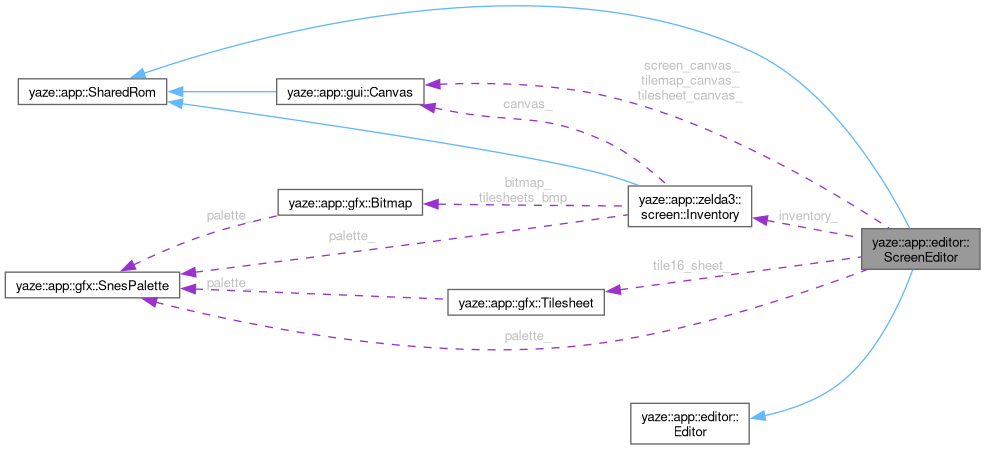 screen_canvas_
tilemap_canvas_
tilesheet_canvas_
yaze::app::SharedRom
yaze::app::gui::Canvas
canvas_
bitmap_
tilesheets_bmp_
yaze::app::zelda3::
screen::Inventory
yaze::app::gfx::Bitmap
palette_
palette_
inventory_
yaze::app::editor::
ScreenEditor
tile16_sheet_
yaze::app::gfx::SnesPalette
palette_
yaze::app::gfx::Tilesheet
palette_
yaze::app::editor::
Editor